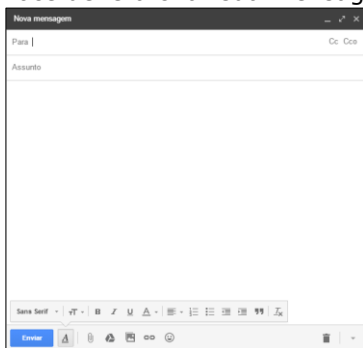 Nova mensagem
Para
Cc Cco
Assunto
Sans Serif
Enviar